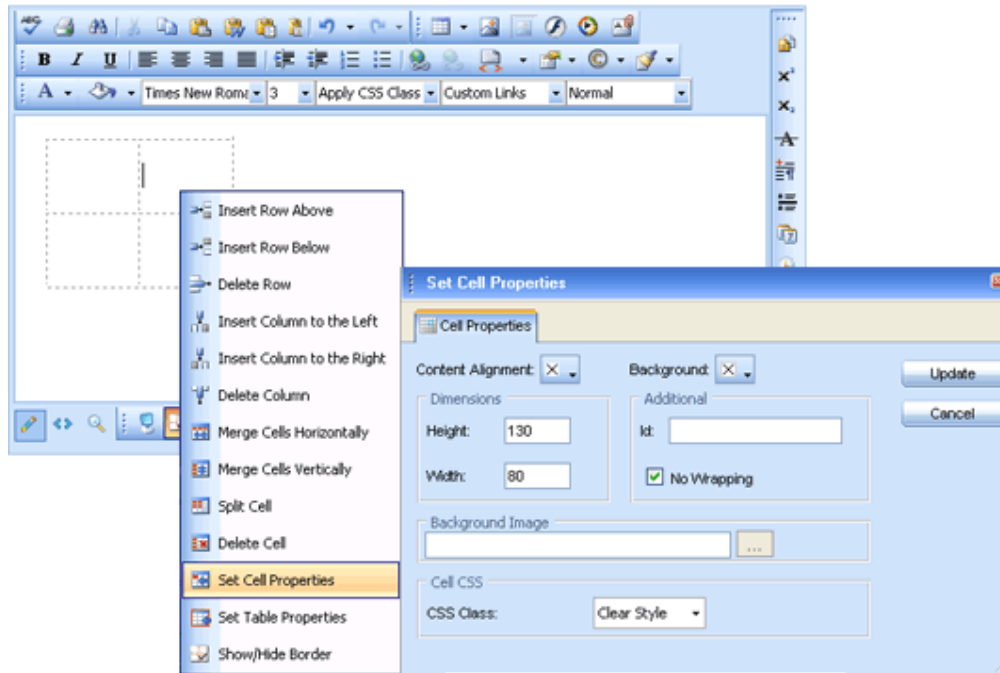 ABC
B I U
A Times New Roma 3 Apply CSS Class Custom Links Normal
Insert Row Above
Insert Row Below
Delete Row
Insert Column to the Left
Insert Column to the Right
Delete Column
Merge Cells Horizontally
Merge Cells Vertically
Split Cell
Delete Cell
Set Cell Properties
Set Table Properties
Show/Hide Border
Set Cell Properties
Cell Properties
Content Alignment: Background:
Dimensions
Height: 130
Width: 80
Additional
Id:
No Wrapping
Background Image
...
Cell CSS
CSS Class: Clear Style
Update
Cancel